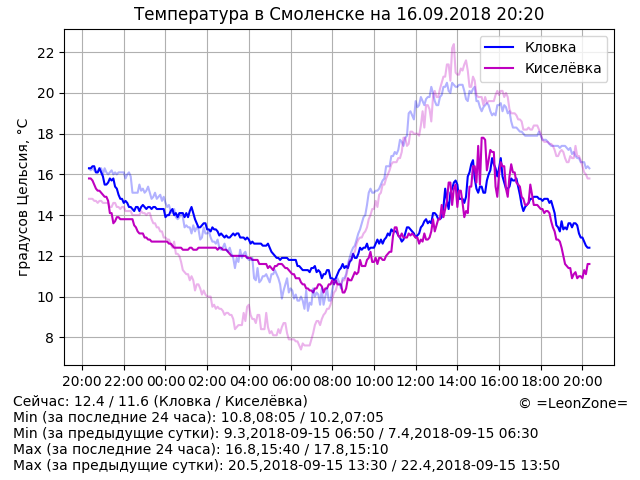 Температура в Смоленске на 16.09.2018 20:20
Кловка
Киселёвка
градусов Цельсия, °C
22
20
18
16
14
12
10
8
20:00 22:00 00:00 02:00 04:00 06:00 08:00 10:00 12:00 14:00 16:00 18:00 20:00
Сейчас: 12.4 / 11.6 (Кловка / Киселёвка)
© =LeonZone=
Min (за последние 24 часа): 10.8,08:05 / 10.2,07:05
Min (за предыдущие сутки): 9.3,2018-09-15 06:50 / 7.4,2018-09-15 06:30
Max (за последние 24 часа): 16.8,15:40 / 17.8,15:10
Max (за предыдущие сутки): 20.5,2018-09-15 13:30 / 22.4,2018-09-15 13:50